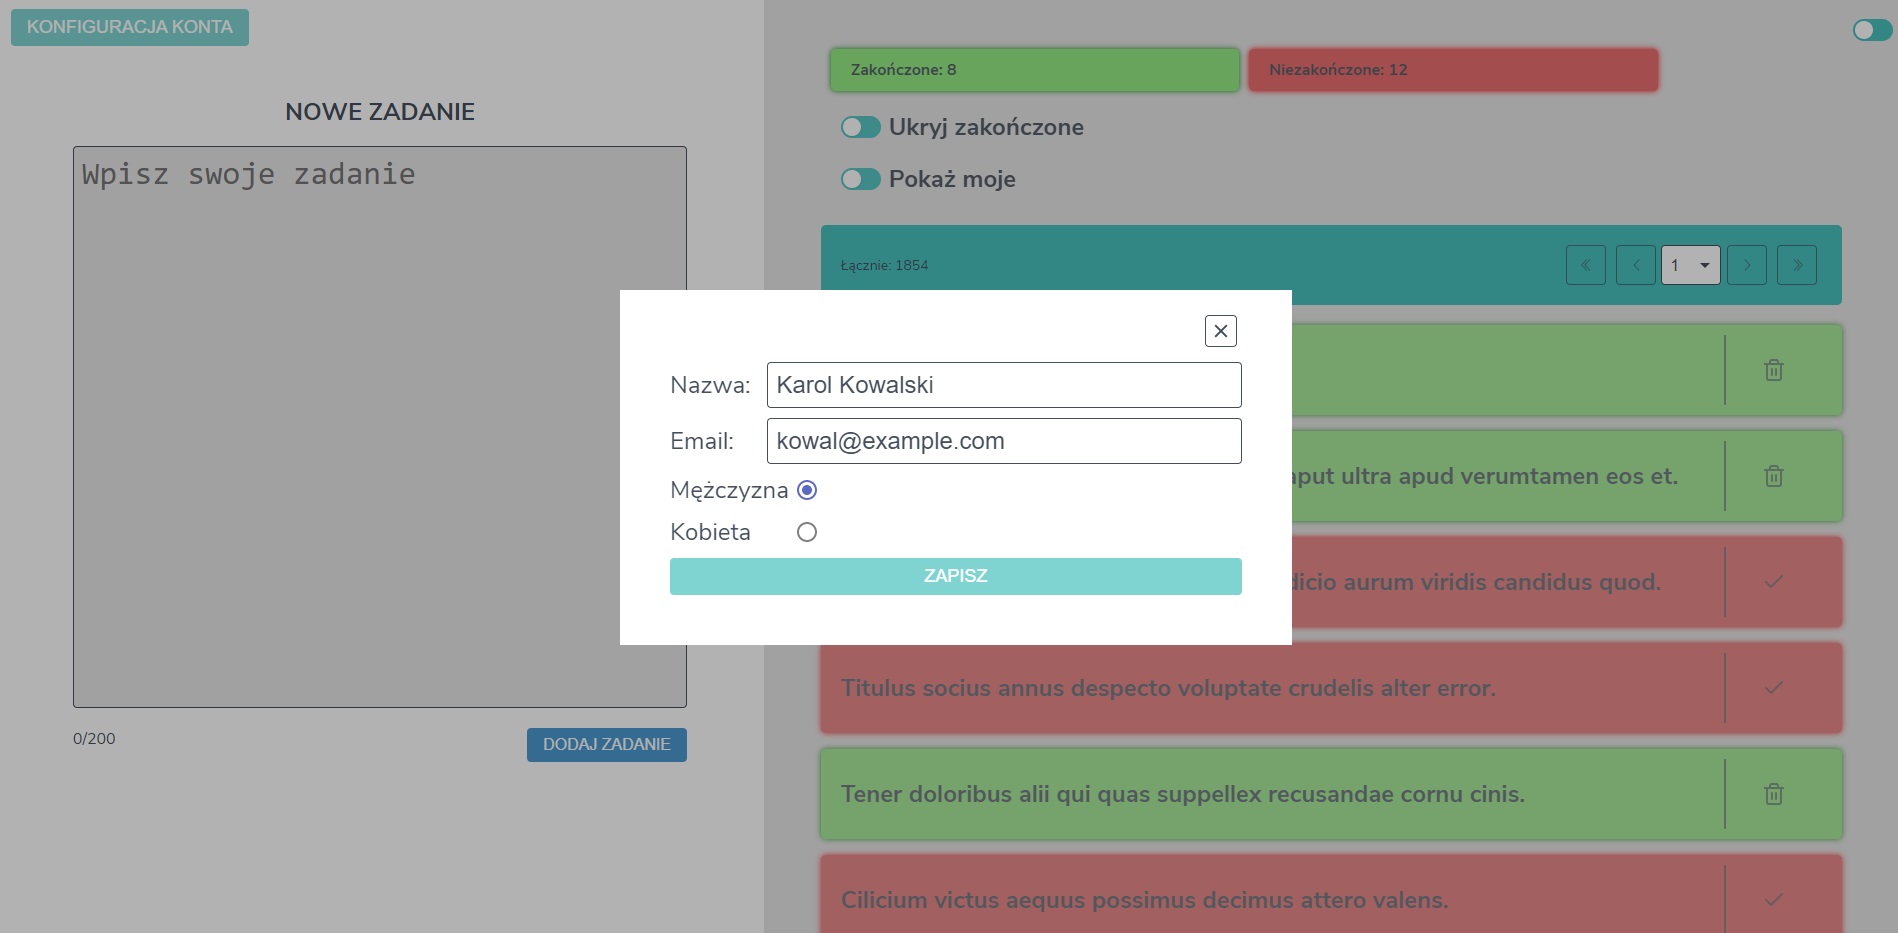 KONFIGURACJA KONTA
NOWE ZADANIE
Wpisz swoje zadanie
0/200
DODAJ ZADANIE
Zakończone: 8
Niezakończone: 12
Ukryj zakończone
Pokaż moje
Łącznie: 1854
1
Nazwa: Karol Kowalski
Email: kowal@example.com
Mężczyzna
Kobieta
ZAPISZ
aput ultra apud verumtamen eos et.
dicio aurum viridis candidus quod.
Titulus socius annus despecto voluptate crudelis alter error.
Tener doloribus alii qui quas suppellex recusandae cornu cinis.
Cilicium victus aequus possimus decimus attero valens.